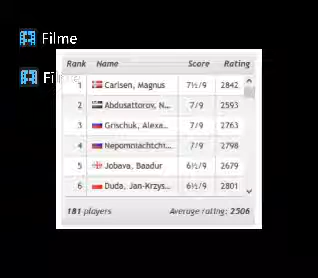 Filme
Filme
Rank Name Score Rating
1 Carlsen, Magnus 7½/9 2842
2 Abdusattorov, N... 7/9 2593
3 Grischuk, Alexa... 7/9 2763
4 Nepomniachtchi... 7/9 2798
5 Jobava, Baadur 6½/9 2679
6 Duda, Jan-Krzys... 6½/9 2801
181 players Average rating: 2506